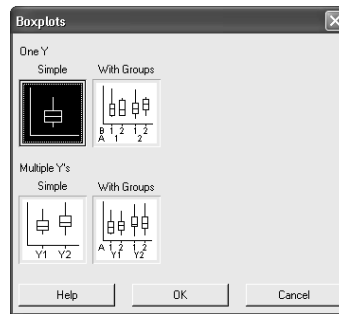 Boxplots
One Y
Simple With Groups
B 1 2 1 2
A 1 2
Multiple Y's
Simple With Groups
Y1 Y2
A 1 2 1 2
Y1 Y2
Help OK Cancel